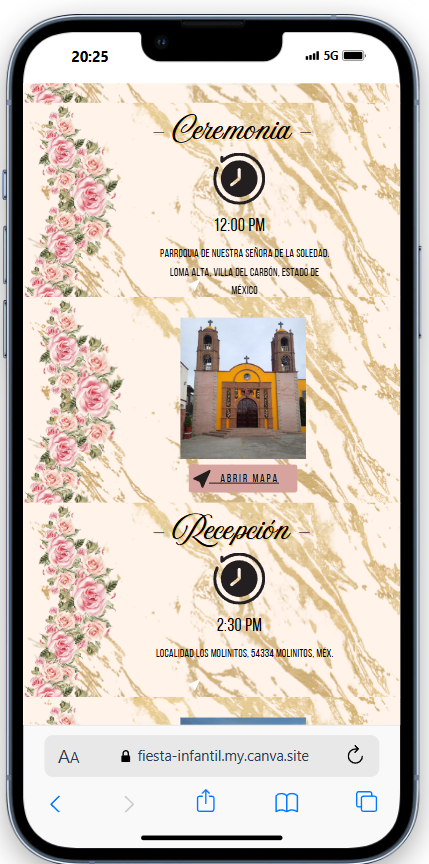 20:25
5G
– Ceremonia –
12:00 PM
PARROQUIA DE NUESTRA SEÑORA DE LA SOLEDAD.
LOMA ALTA, VILLA DEL CARBÓN, ESTADO DE
MÉXICO
ABRIR MAPA
– Recepción –
2:30 PM
LOCALIDAD LOS MOLINITOS, 54334 MOLINITOS, MÉX.
AA
fiesta-infantil.my.canva.site